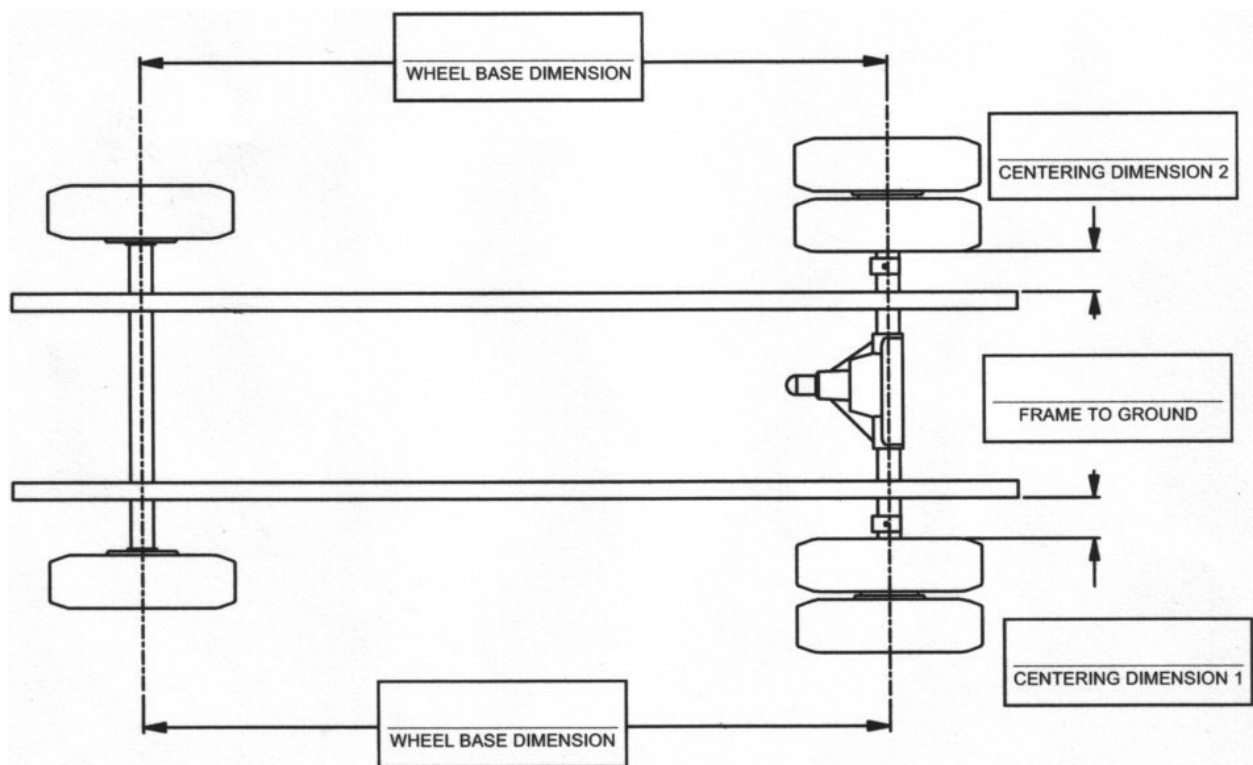 WHEEL BASE DIMENSION
CENTERING DIMENSION 2
FRAME TO GROUND
CENTERING DIMENSION 1
WHEEL BASE DIMENSION